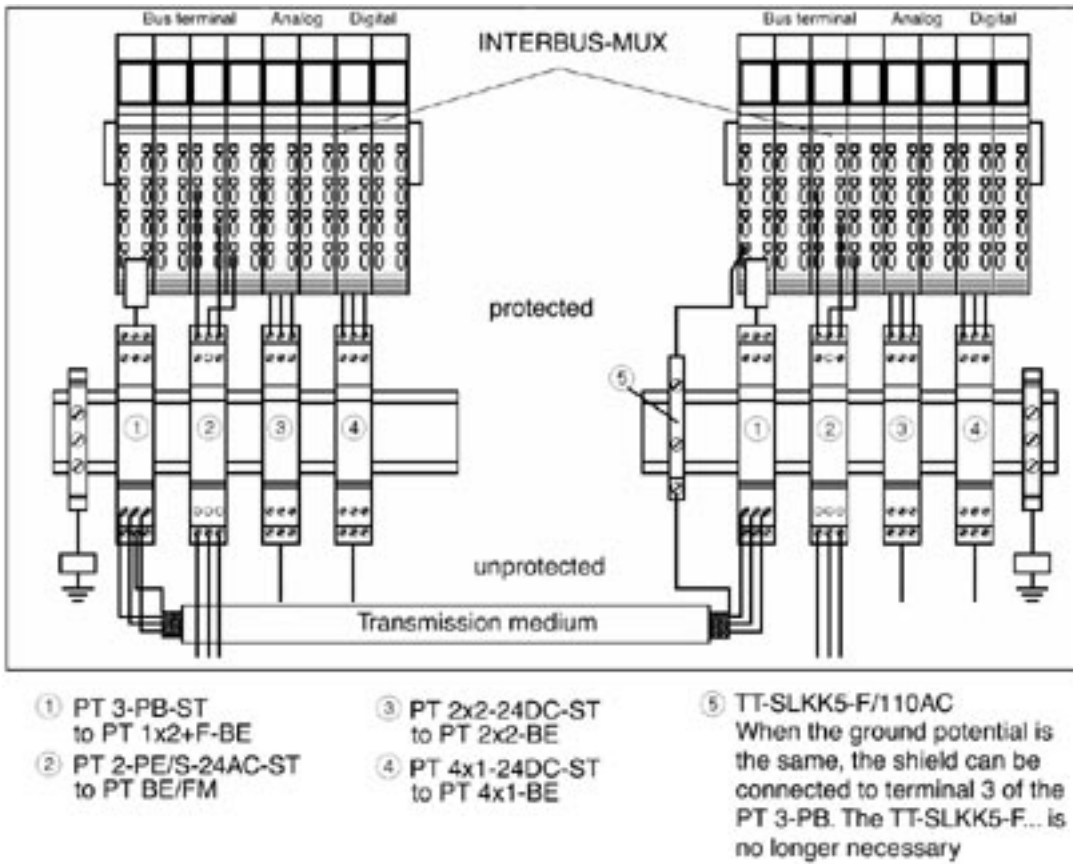 Bus terminal Analog Digital
Bus terminal Analog Digital
INTERBUS-MUX
protected
⑤
① ② ③ ④
① ② ③ ④
unprotected
Transmission medium
① PT 3-PB-ST
to PT 1x2+F-BE
② PT 2-PE/S-24AC-ST
to PT BE/FM
③ PT 2x2-24DC-ST
to PT 2x2-BE
④ PT 4x1-24DC-ST
to PT 4x1-BE
⑤ TT-SLKK5-F/110AC
When the ground potential is
the same, the shield can be
connected to terminal 3 of the
PT 3-PB. The TT-SLKK5-F... is
no longer necessary